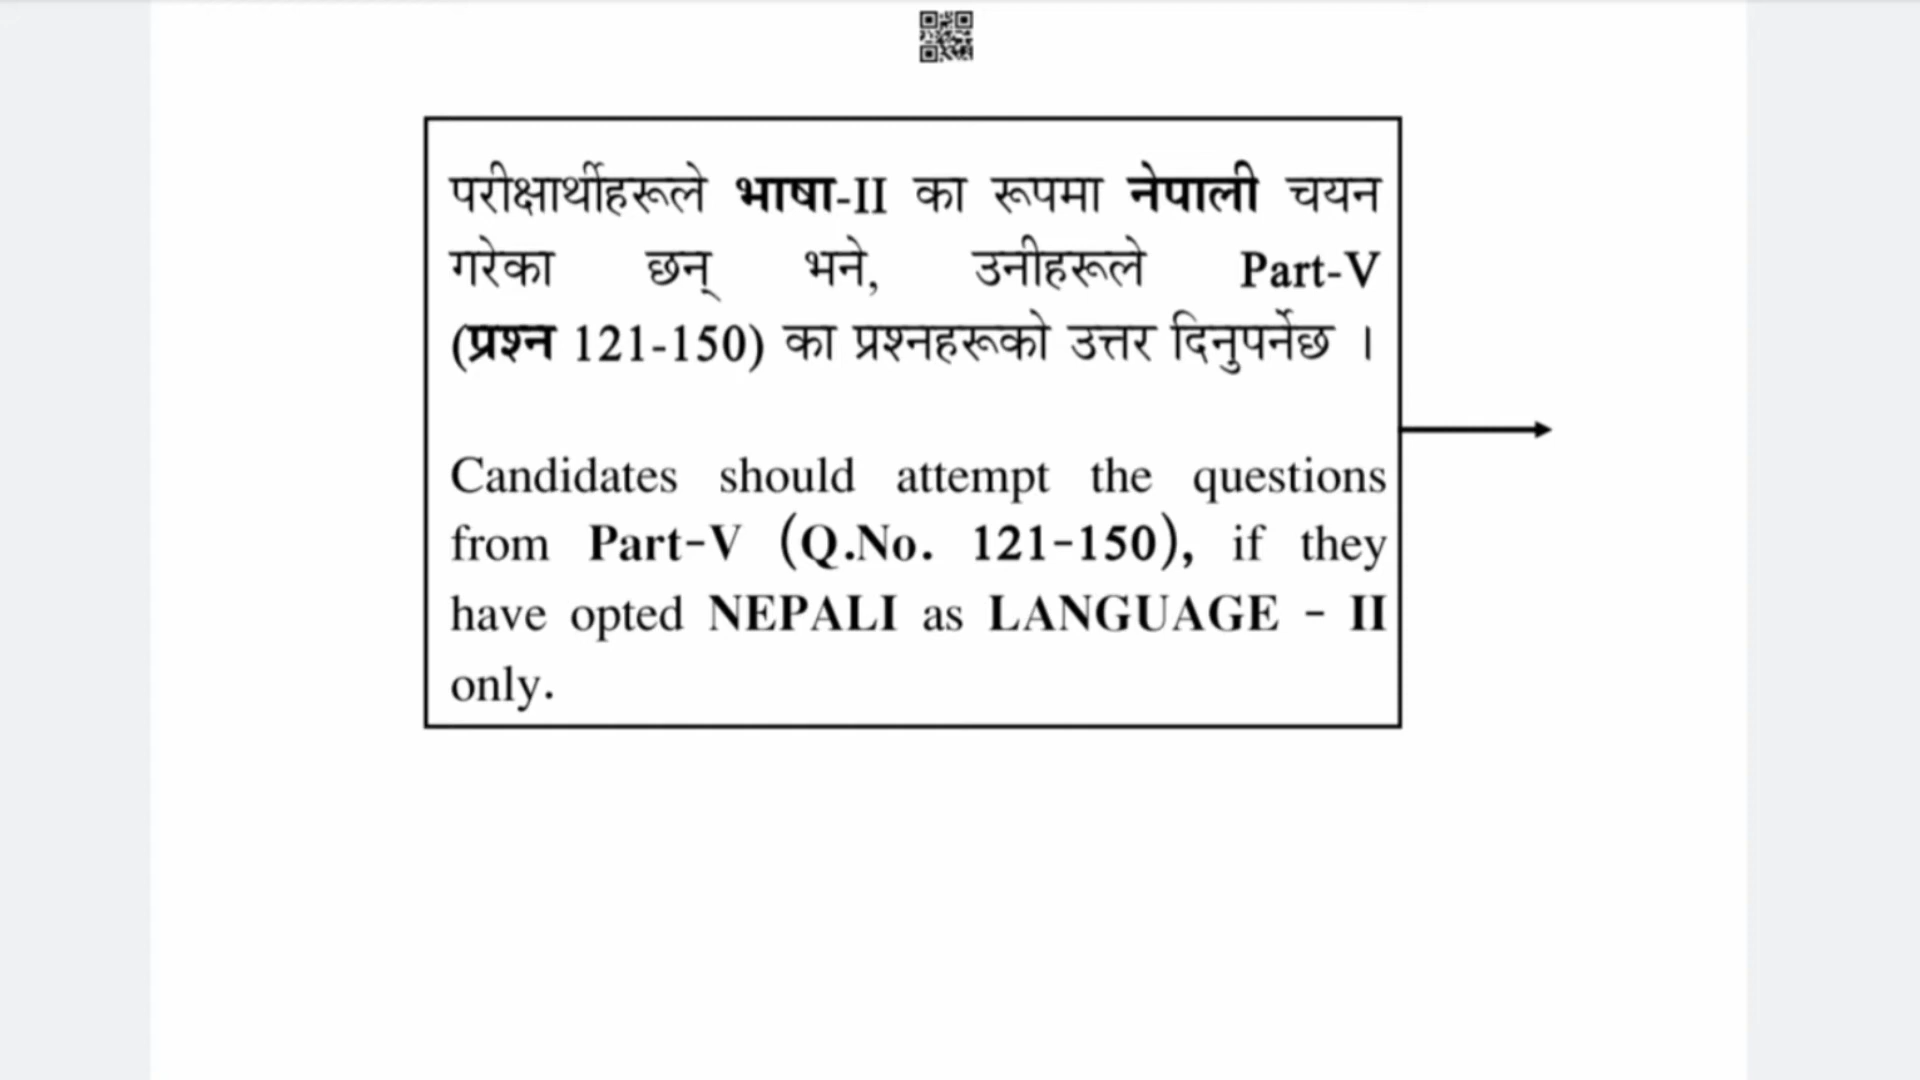 परीक्षार्थीहरूले भाषा-II का रूपमा नेपाली चयन
गरेका छन् भने, उनीहरूले Part-V
(प्रश्न 121-150) का प्रश्नहरूको उत्तर दिनुपर्नेछ ।
Candidates should attempt the questions
from Part-V (Q.No. 121-150), if they
have opted NEPALI as LANGUAGE - II
only.